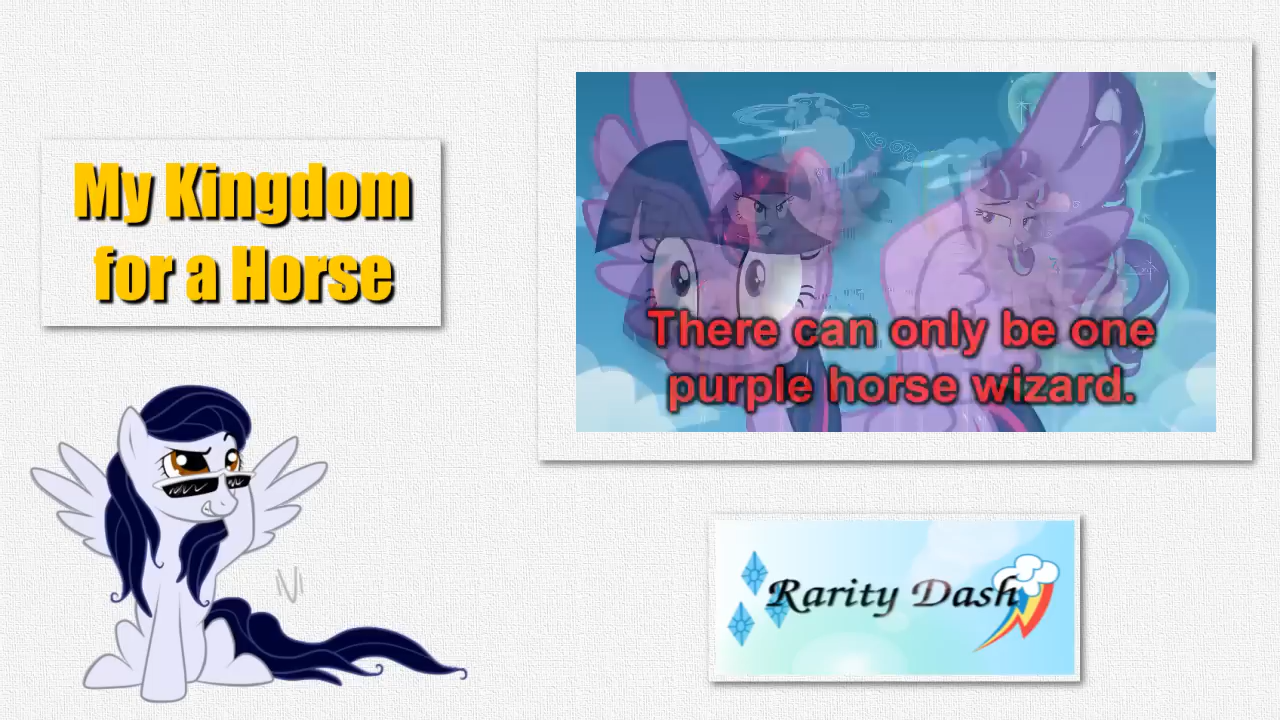 My Kingdom
for a Horse
There can only be one
purple horse wizard.
Rarity Dash